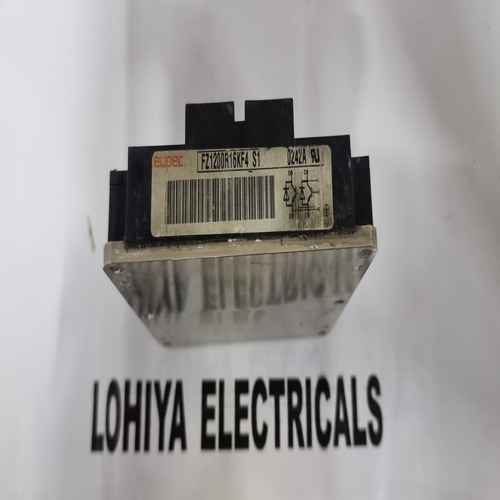 eupec FZ1200R16KF4 S1 0242A
LOHIYA ELECTRICALS